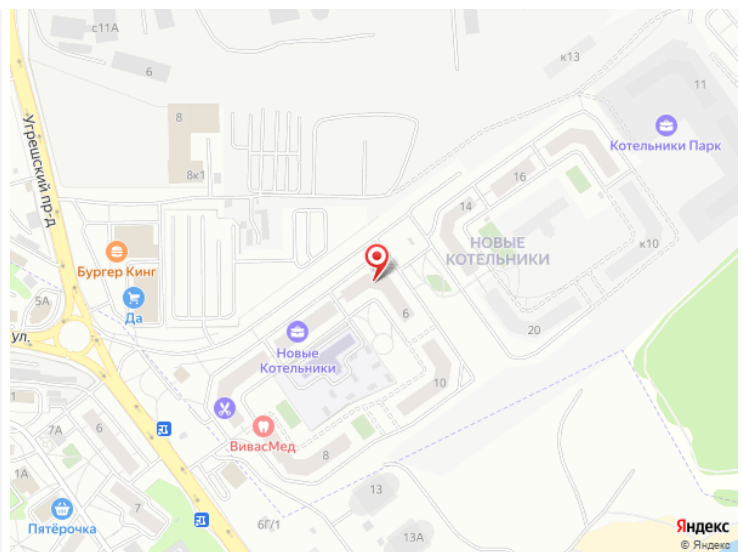 с11А
6
к13
11
8
Угрешский пр-д
Котельники Парк
8к1
16
14
НОВЫЕ
КОТЕЛЬНИКИ
к10
Бургер Кинг
5А
Да
6
20
ул.
Новые
Котельники
10
ВивасМед
7А
6
8
1А
13
7
Пятёрочка
6Г/1
13А
Яндекс
© Яндекс